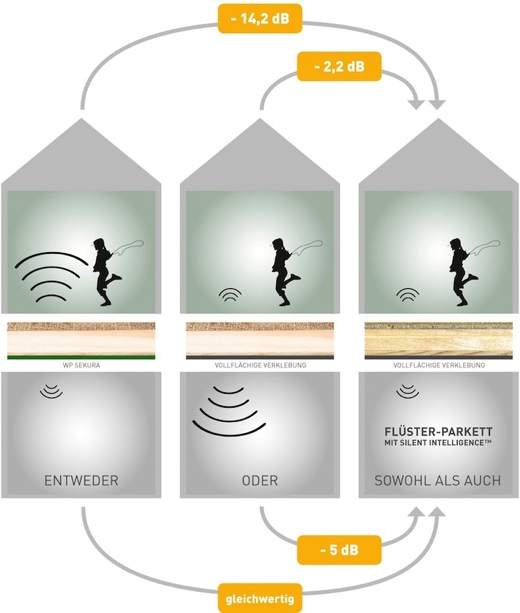 - 14,2 dB
- 2,2 dB
WP SEKURA
VOLLFLÄCHIGE VERKLEBUNG
VOLLFLÄCHIGE VERKLEBUNG
FLÜSTER-PARKETT
MIT SILENT INTELLIGENCE™
ENTWEDER
ODER
SOWOHL ALS AUCH
- 5 dB
gleichwertig